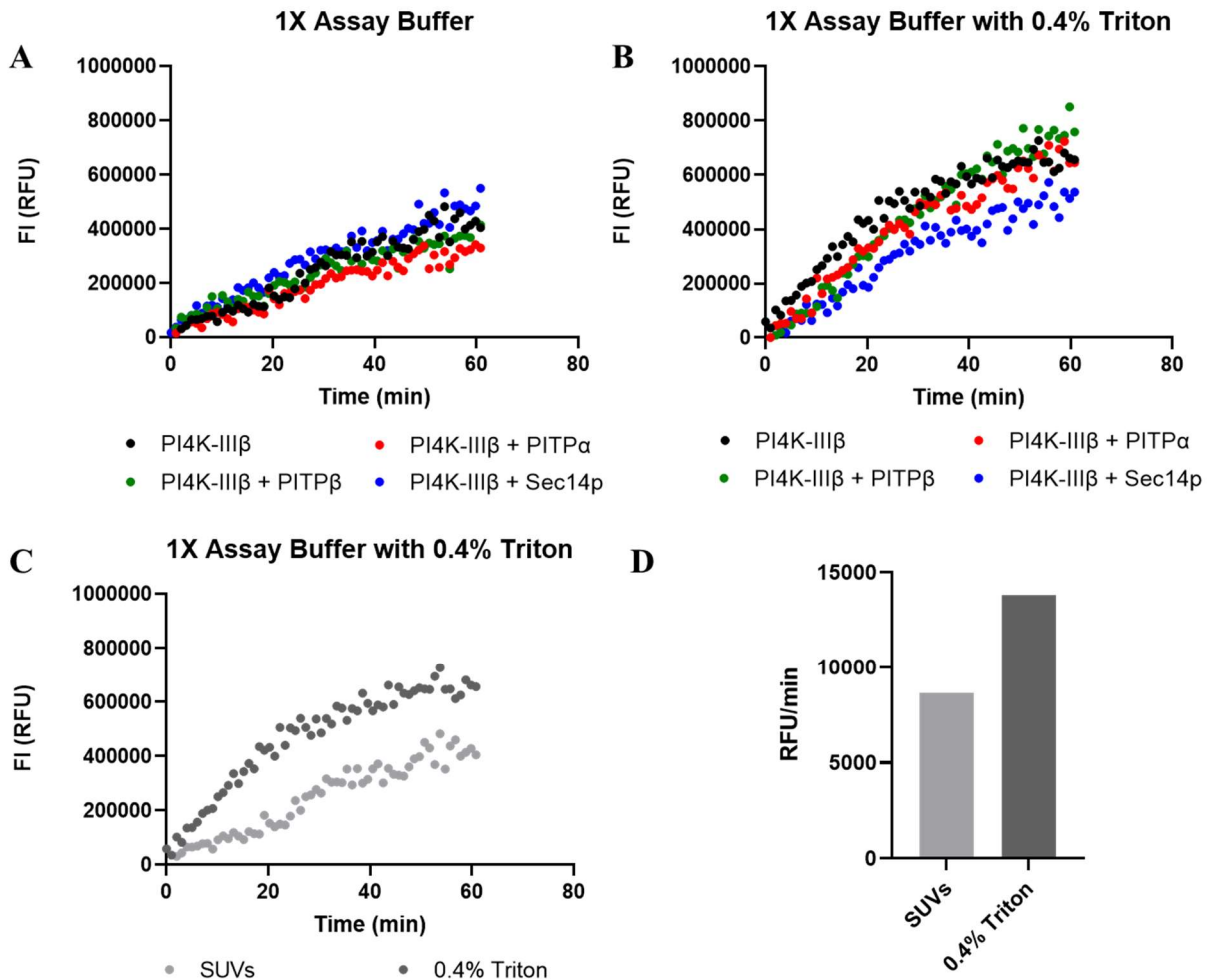 1X Assay Buffer
A
1000000
800000
600000
400000
200000
0
FI (RFU)
0 20 40 60 80
Time (min)
PI4K-IIIβ PI4K-IIIβ + PITPα
PI4K-IIIβ + PITPβ PI4K-IIIβ + Sec14p
1X Assay Buffer with 0.4% Triton
B
1000000
800000
600000
400000
200000
0
FI (RFU)
0 20 40 60 80
Time (min)
PI4K-IIIβ PI4K-IIIβ + PITPα
PI4K-IIIβ + PITPβ PI4K-IIIβ + Sec14p
1X Assay Buffer with 0.4% Triton
C
1000000
800000
600000
400000
200000
0
FI (RFU)
0 20 40 60 80
Time (min)
SUVs 0.4% Triton
D
15000
10000
5000
0
RFU/min
SUVs
0.4% Triton